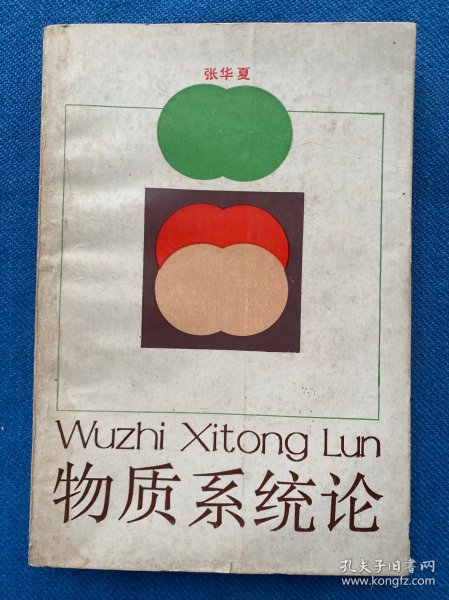 张华夏
Wuzhi Xitong Lun
物质系统论
孔夫子旧书网
www.kongfz.com